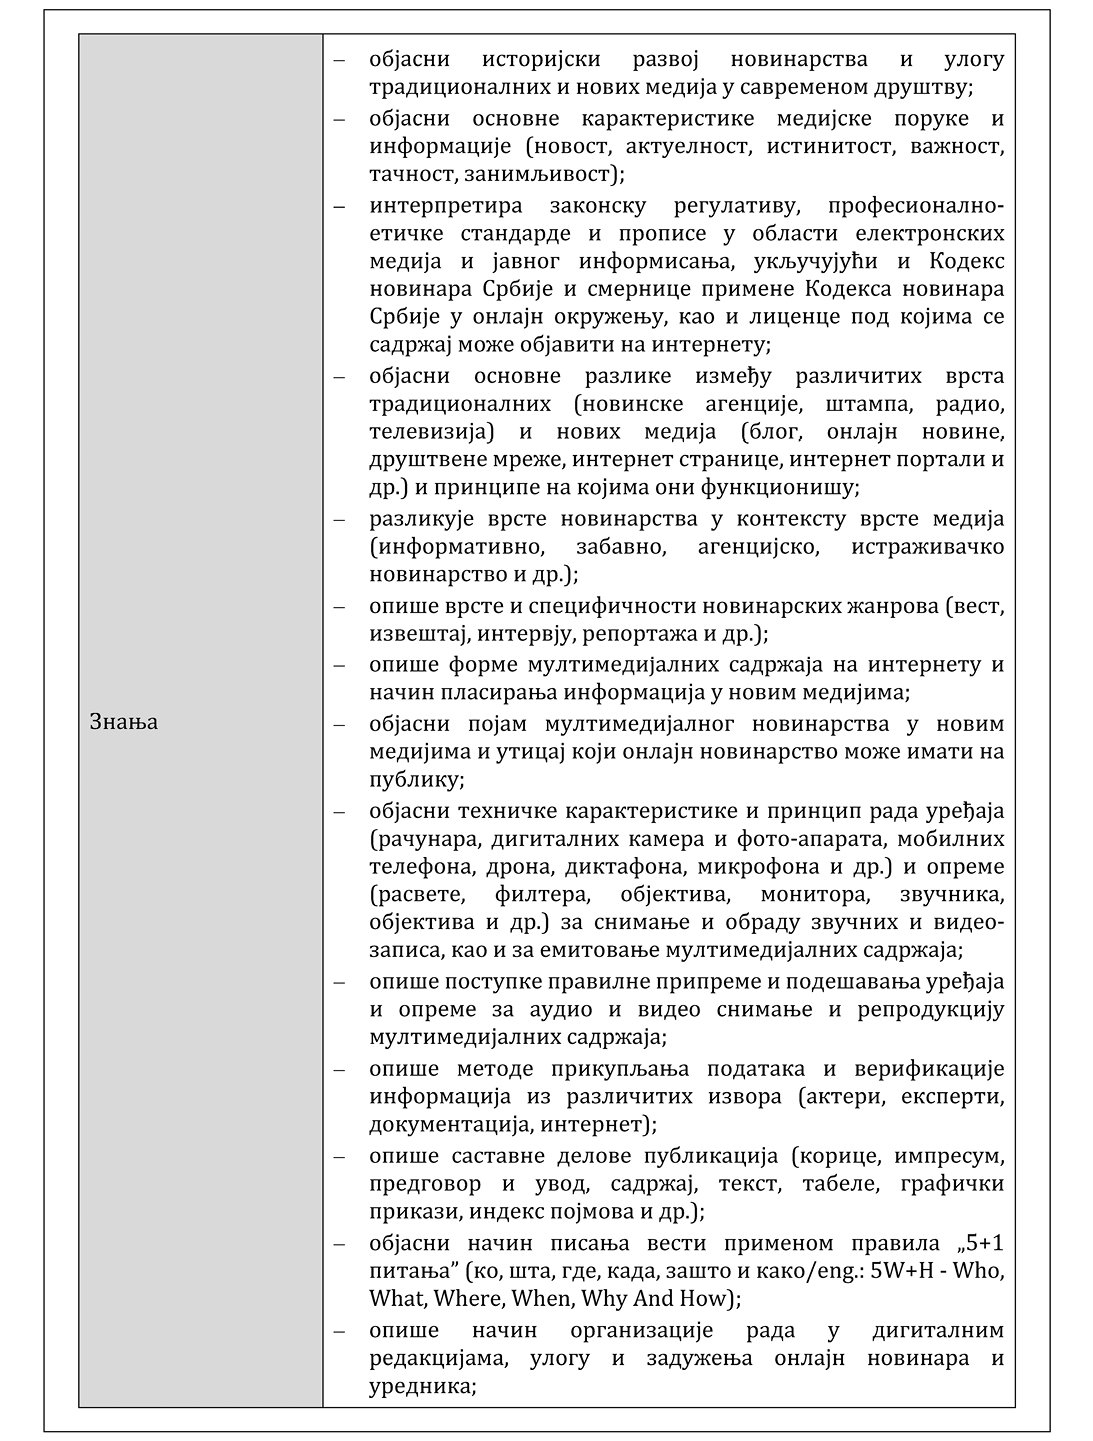 Знања
– објасни историјски развој новинарства и улогу
традиционалних и нових медија у савременом друштву;
– објасни основне карактеристике медијске поруке и
информације (новост, актуелност, истинитост, важност,
тачност, занимљивост);
– интерпретира законску регулативу, професионално-
етичке стандарде и прописе у области електронских
медија и јавног информисања, укључујући и Кодекс
новинара Србије и смернице примене Кодекса новинара
Србије у онлајн окружењу, као и лиценце под којима се
садржај може објавити на интернету;
– објасни основне разлике између различитих врста
традиционалних (новинске агенције, штампа, радио,
телевизија) и нових медија (блог, онлајн новине,
друштвене мреже, интернет странице, интернет портали и
др.) и принципе на којима они функционишу;
– разликује врсте новинарства у контексту врсте медија
(информативно, забавно, агенцијско, истраживачко
новинарство и др.);
– опише врсте и специфичности новинарских жанрова (вест,
извештај, интервју, репортажа и др.);
– опише форме мултимедијалних садржаја на интернету и
начин пласирања информација у новим медијима;
– објасни појам мултимедијалног новинарства у новим
медијима и утицај који онлајн новинарство може имати на
публику;
– објасни техничке карактеристике и принцип рада уређаја
(рачунара, дигиталних камера и фото-апарата, мобилних
телефона, дрона, диктафона, микрофона и др.) и опреме
(расвете, филтера, објектива, монитора, звучника,
објектива и др.) за снимање и обраду звучних и видео-
записа, као и за емитовање мултимедијалних садржаја;
– опише поступке правилне припреме и подешавања уређаја
и опреме за аудио и видео снимање и репродукцију
мултимедијалних садржаја;
– опише методе прикупљања података и верификације
информација из различитих извора (актери, експерти,
документација, интернет);
– опише саставне делове публикација (корице, импресум,
предговор и увод, садржај, текст, табеле, графички
прикази, индекс појмова и др.);
– објасни начин писања вести применом правила „5+1
питања” (ко, шта, где, када, зашто и како/eng.: 5W+H - Who,
What, Where, When, Why And How);
– опише начин организације рада у дигиталним
редакцијама, улогу и задужења онлајн новинара и
уредника;